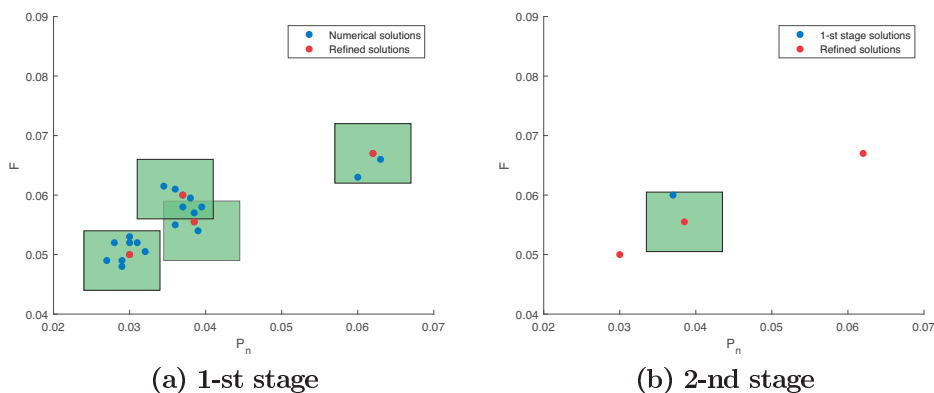 0.09
0.08
0.07
0.06
0.05
0.04
F
Numerical solutions
Refined solutions
0.02 0.03 0.04 0.05 0.06 0.07
P_n
(a) 1-st stage
0.09
0.08
0.07
0.06
0.05
0.04
F
1-st stage solutions
Refined solutions
0.02 0.03 0.04 0.05 0.06 0.07
P_n
(b) 2-nd stage